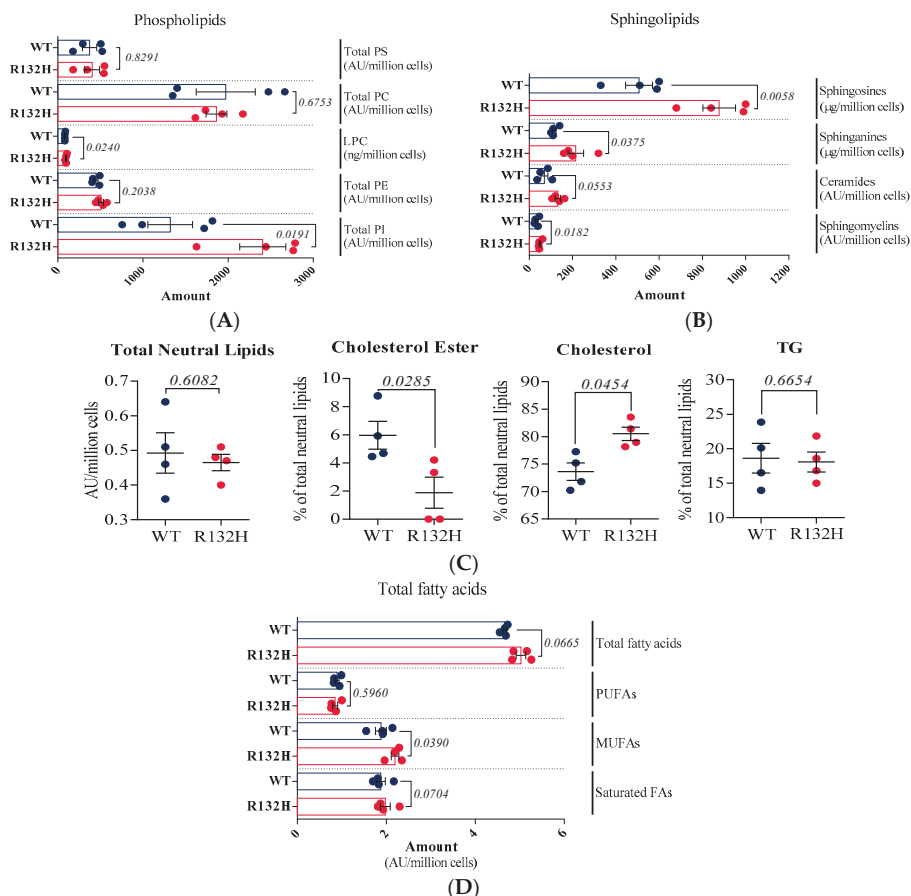 (A)
Phospholipids
WT
R132H
0.8291
Total PS
(AU/million cells)
WT
R132H
0.6753
Total PC
(AU/million cells)
WT
R132H
0.0240
LPC
(ng/million cells)
WT
R132H
0.2038
Total PE
(AU/million cells)
WT
R132H
0.0191
Total PI
(AU/million cells)
0 1000 2000 3000
Amount
(A)
(B)
Sphingolipids
WT
R132H
0.0058
Sphingosines
(µg/million cells)
WT
R132H
0.0375
Sphinganines
(µg/million cells)
WT
R132H
0.0553
Ceramides
(AU/million cells)
WT
R132H
0.0182
Sphingomyelins
(AU/million cells)
0 200 400 600 800 1000 1200
Amount
(B)
Total Neutral Lipids
AU/million cells
0.7
0.6
0.5
0.4
0.3
0.6082
WT R132H
Cholesterol Ester
% of total neutral lipids
10
8
6
4
2
0
0.0285
WT R132H
Cholesterol
% of total neutral lipids
90
85
80
75
70
65
0.0454
WT R132H
TG
% of total neutral lipids
30
25
20
15
10
0.6654
WT R132H
(C)
Total fatty acids
WT
R132H
0.0665
Total fatty acids
WT
R132H
0.5960
PUFAs
WT
R132H
0.0390
MUFAs
WT
R132H
0.0704
Saturated FAs
0 2 4 6
Amount
(AU/million cells)
(D)